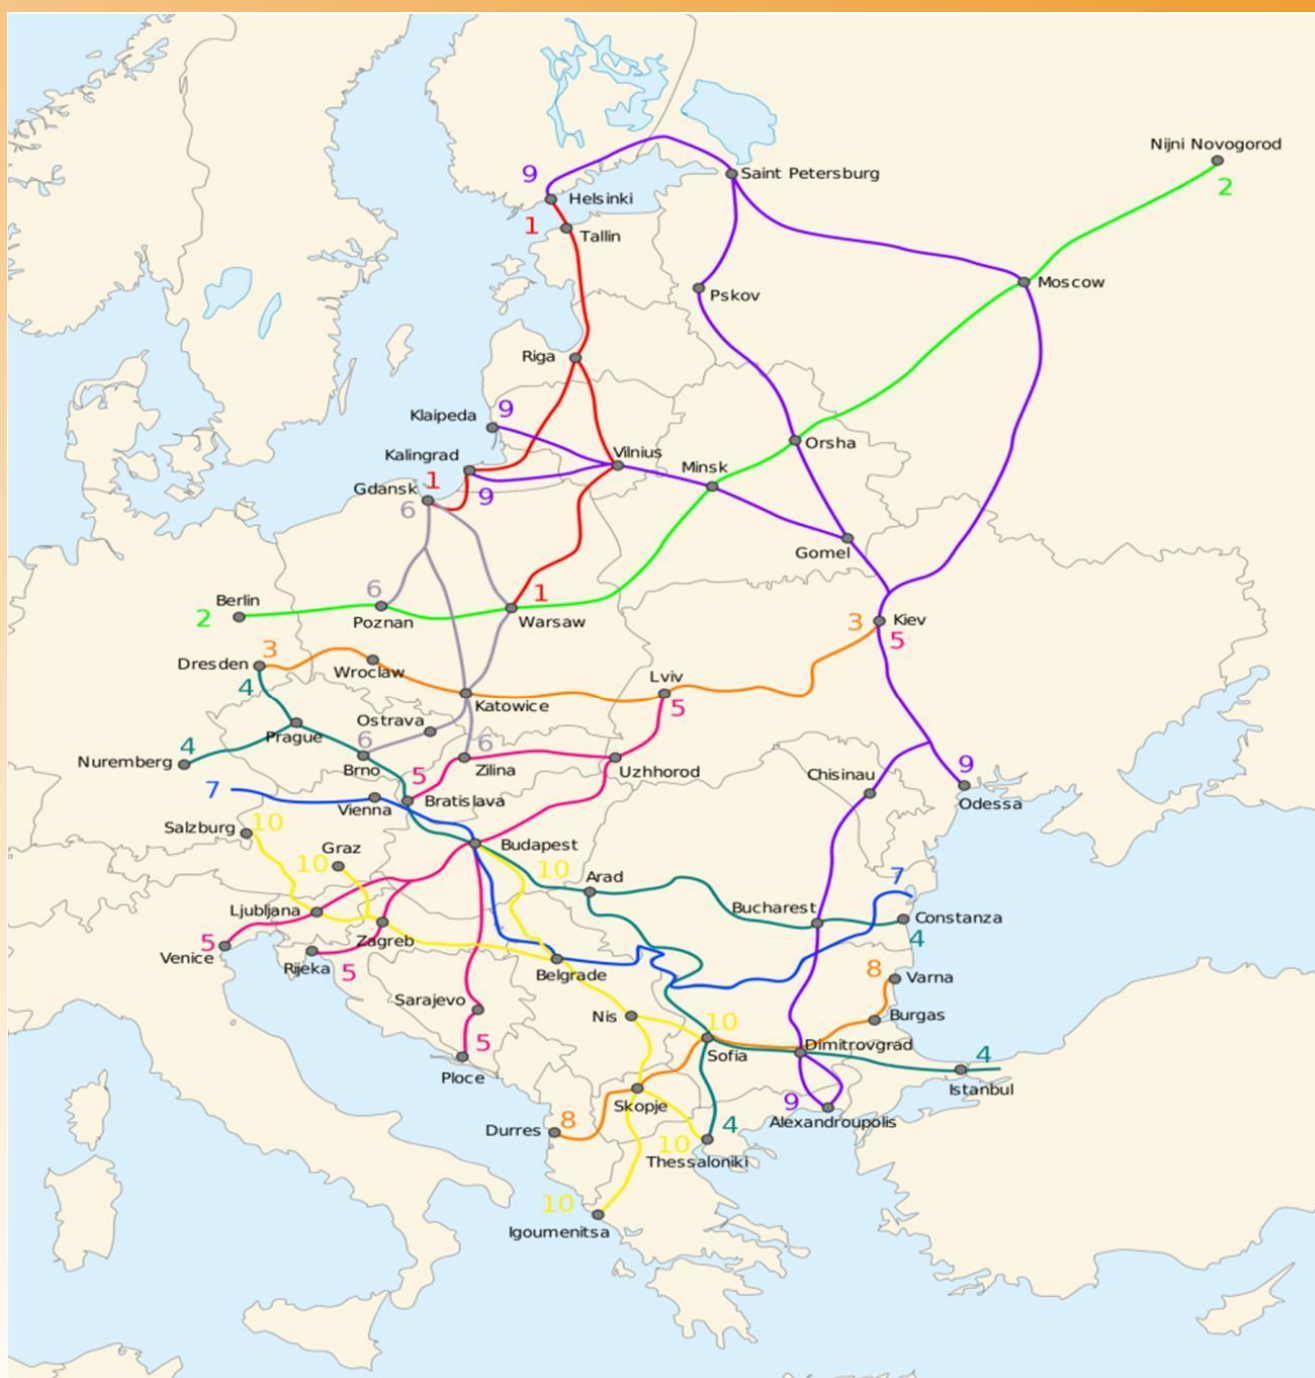 Nijni Novogorod
2
9
Saint Petersburg
Helsinki
1
Tallin
Moscow
Pskov
Riga
Klaipeda
9
Orsha
Kalingrad
Vilnius
Minsk
Gdansk
1
9
6
Gomel
Berlin
6
1
2
Poznan
Warsaw
3
Kiev
5
Dresden
3
Wroclaw
Lviv
4
Katowice
5
Ostrava
Prague
6
6
Nuremberg
4
Brno
Zilina
Uzhhorod
9
5
Chisinau
7
Vienna
Bratislava
Odessa
Salzburg
10
Graz
Budapest
10
10
Arad
7
Ljubljana
Bucharest
Constanza
4
Venice
5
Zagreb
Rijeka
5
Belgrade
8
Varna
Sarajevo
Nis
10
Burgas
5
Sofia
Dimitrovgrad
4
Ploce
Istanbul
Skopje
9
Durres
8
4
Alexandroupolis
10
Thessaloniki
10
Igoumenitsa